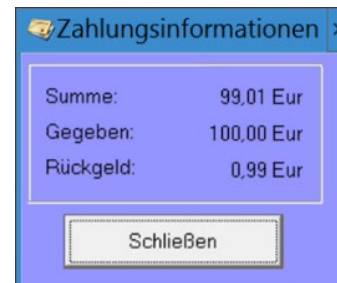 Zahlungsinformationen
Summe: 99,01 Eur
Gegeben: 100,00 Eur
Rückgeld: 0,99 Eur
Schließen